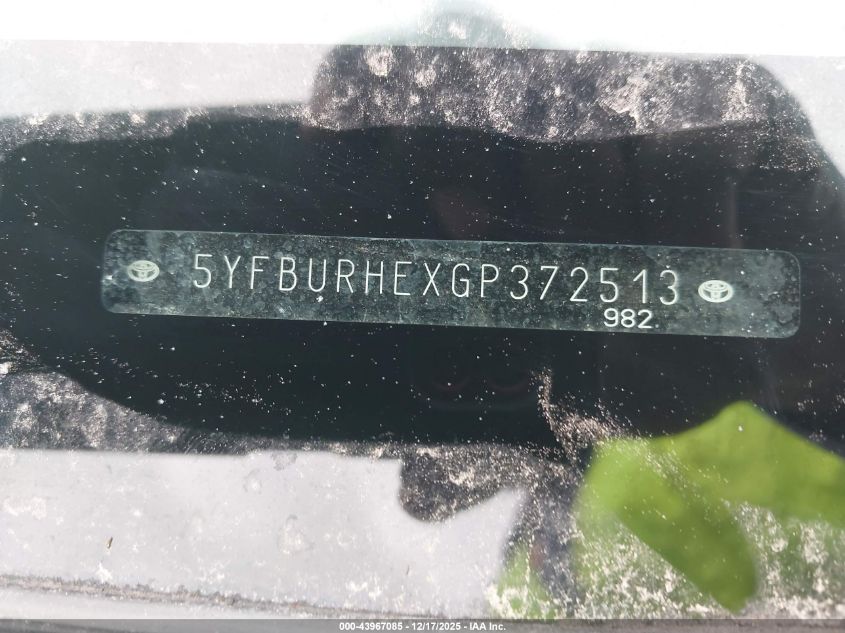 5YFBURHEXGP372513
982
000-43967085 | 12/17/2025 - IAA Inc.